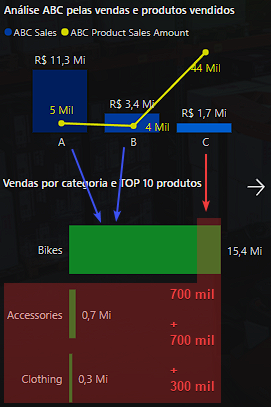 Análise ABC pelas vendas e produtos vendidos
ABC Sales ABC Product Sales Amount
R$ 11,3 Mi
R$ 3,4 Mi
R$ 1,7 Mi
5 Mil
4 Mil
44 Mil
A B C
Vendas por categoria e TOP 10 produtos
Bikes 15,4 Mi
700 mil
Accessories 0,7 Mi
+
700 mil
+
Clothing 0,3 Mi
300 mil